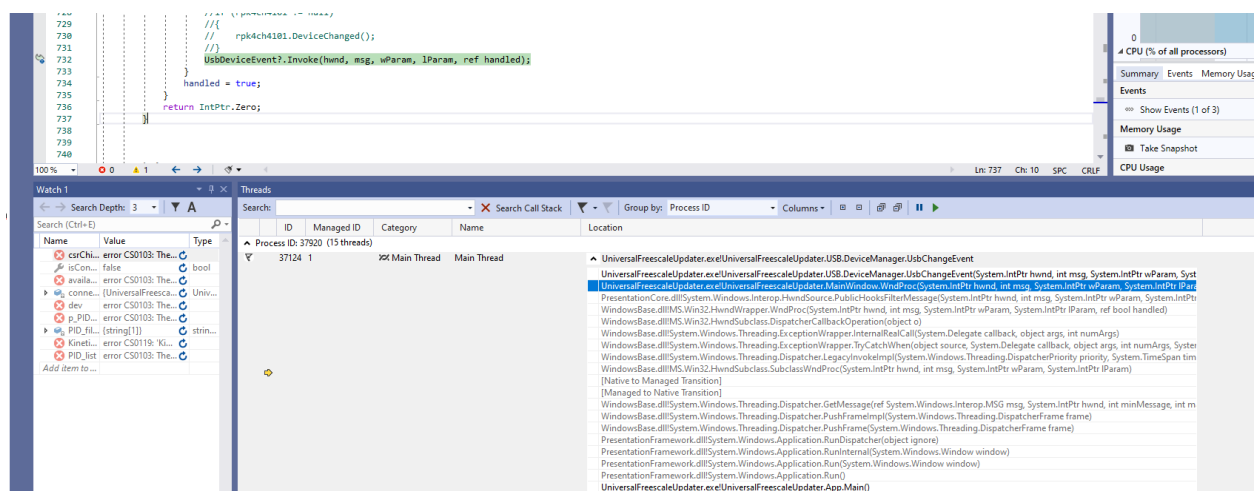 728 //if (rpk4ch4101 != null)
729 //{
730 // rpk4ch4101.DeviceChanged();
731 //}
732 UsbDeviceEvent?.Invoke(hwnd, msg, wParam, lParam, ref handled);
733 }
734 handled = true;
735 }
736 return IntPtr.Zero;
737 }
738
739
740
100 % 0 1 Ln: 737 Ch: 10 SPC CRLF
0
CPU (% of all processors)
Summary Events Memory Usag
Events
Show Events (1 of 3)
Memory Usage
Take Snapshot
CPU Usage
Watch 1
Search Depth: 3 A
Search (Ctrl+E)
Name Value Type
csrChi... error CS0103: The...
isCon... false bool
availa... error CS0103: The...
conne... {UniversalFreesca... Univ...
dev error CS0103: The...
p_PID... error CS0103: The...
PID_fil... {string[1]} strin...
Kineti... error CS0119: 'Ki...
PID_list error CS0103: The...
Add item to ...
Threads
Search: Search Call Stack Group by: Process ID Columns
ID Managed ID Category Name Location
Process ID: 37920 (15 threads)
37124 1 Main Thread Main Thread UniversalFreescaleUpdater.exe!UniversalFreescaleUpdater.USB.DeviceManager.UsbChangeEvent
UniversalFreescaleUpdater.exe!UniversalFreescaleUpdater.USB.DeviceManager.UsbChangeEvent(System.IntPtr hwnd, int msg, System.IntPtr wParam, Syst
UniversalFreescaleUpdater.exe!UniversalFreescaleUpdater.MainWindow.WndProc(System.IntPtr hwnd, int msg, System.IntPtr wParam, System.IntPtr lPara
PresentationCore.dll!System.Windows.Interop.HwndSource.PublicHooksFilterMessage(System.IntPtr hwnd, int msg, System.IntPtr wParam, System.IntPt
WindowsBase.dll!MS.Win32.HwndWrapper.WndProc(System.IntPtr hwnd, int msg, System.IntPtr wParam, System.IntPtr lParam, ref bool handled)
WindowsBase.dll!MS.Win32.HwndSubclass.DispatcherCallbackOperation(object o)
WindowsBase.dll!System.Windows.Threading.ExceptionWrapper.InternalRealCall(System.Delegate callback, object args, int numArgs)
WindowsBase.dll!System.Windows.Threading.ExceptionWrapper.TryCatchWhen(object source, System.Delegate callback, object args, int numArgs, System
WindowsBase.dll!System.Windows.Threading.Dispatcher.LegacyInvokeImpl(System.Windows.Threading.DispatcherPriority priority, System.TimeSpan tim
WindowsBase.dll!MS.Win32.HwndSubclass.SubclassWndProc(System.IntPtr hwnd, int msg, System.IntPtr wParam, System.IntPtr lParam)
[Native to Managed Transition]
[Managed to Native Transition]
WindowsBase.dll!System.Windows.Threading.Dispatcher.GetMessage(ref System.Windows.Interop.MSG msg, System.IntPtr hwnd, int minMessage, int m
WindowsBase.dll!System.Windows.Threading.Dispatcher.PushFrameImpl(System.Windows.Threading.DispatcherFrame frame)
WindowsBase.dll!System.Windows.Threading.Dispatcher.PushFrame(System.Windows.Threading.DispatcherFrame frame)
PresentationFramework.dll!System.Windows.Application.RunDispatcher(object ignore)
PresentationFramework.dll!System.Windows.Application.RunInternal(System.Windows.Window window)
PresentationFramework.dll!System.Windows.Application.Run(System.Windows.Window window)
PresentationFramework.dll!System.Windows.Application.Run()
UniversalFreescaleUpdater.exe!UniversalFreescaleUpdater.App.Main()